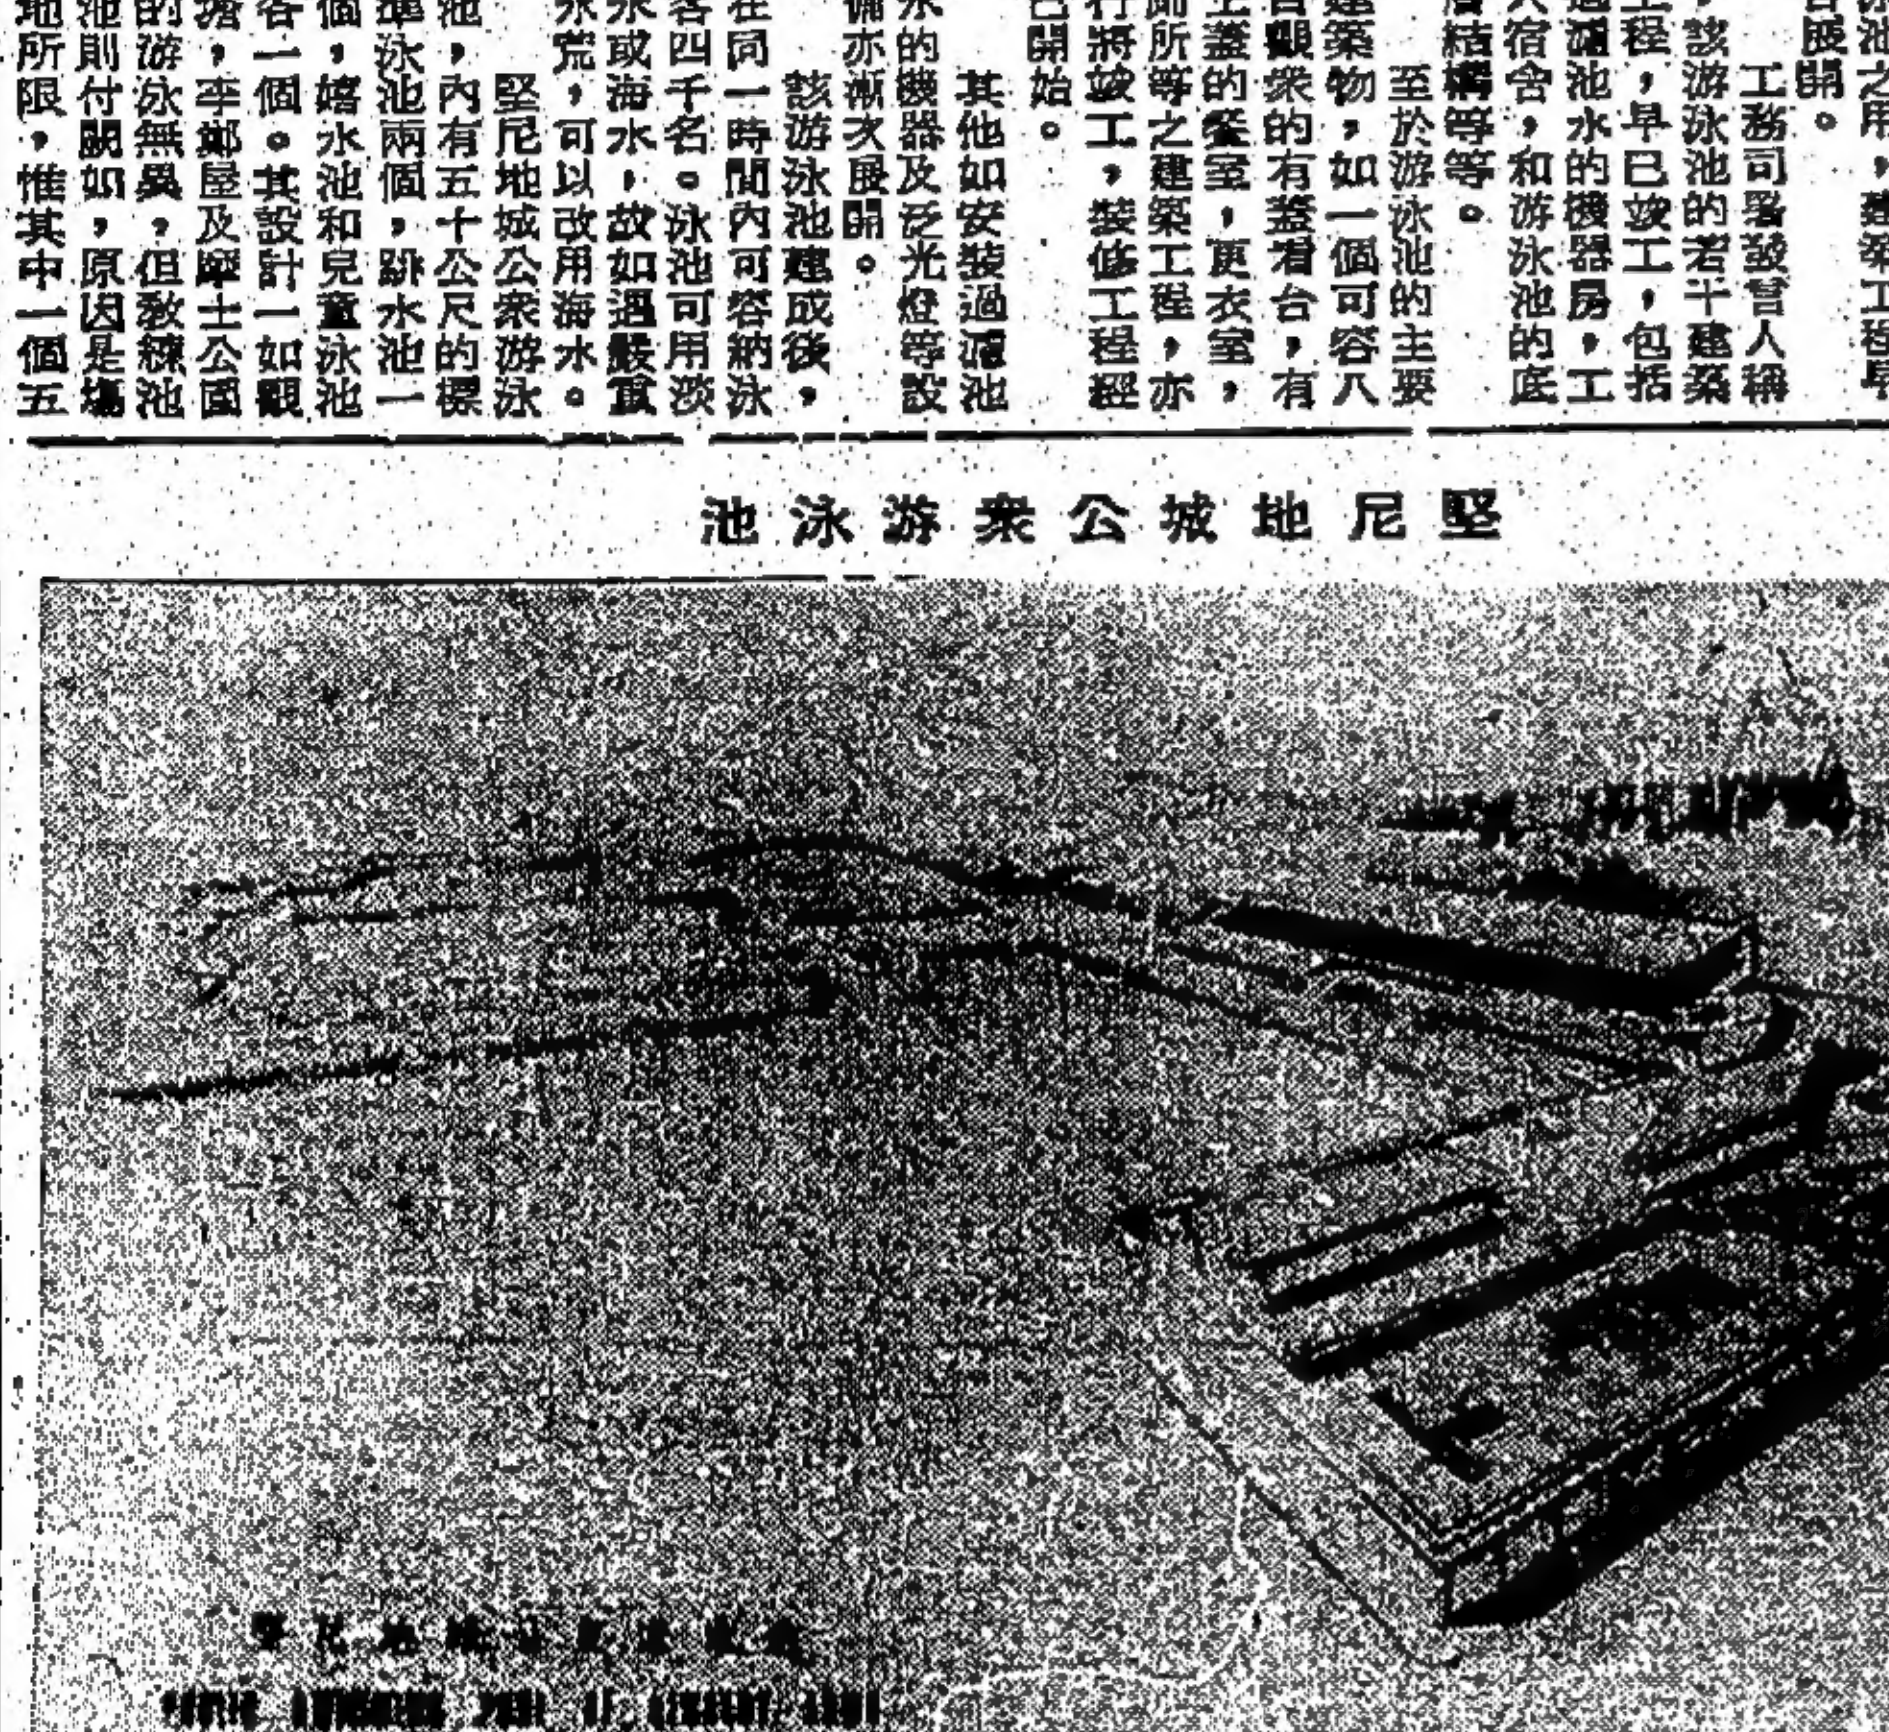 泳池之用，建築工程早
展開。
工務司署發言人稱
，該游泳池的若干建築
工程，早已竣工，包括
過濾池水的機器房，工
人宿舍，和游泳池的底
層結構等等。
至於游泳池的主要
建築物，如一個可容八
百觀衆的有蓋看台，有
上蓋的餐室，更衣室，
廁所等之建築工程，亦
行將竣工，裝修工程經
已開始。
其他如安裝過濾池
水的機器及泛光燈等設
備亦漸次展開。
該游泳池建成後，
在同一時間內可容納泳
客四千名。泳池可用淡
水或海水，故如遇嚴重
水荒，可以改用海水。
堅尼地城公衆游泳
池，內有五十公尺的標
準泳池兩個，跳水池一
個，嬉水池和兒童泳池
各一個。其設計一如觀
塘，李鄭屋及摩士公園
的游泳無異，但敎練池
池則付闕如，原因是塲
地所限，惟其中一個五
堅尼地城公衆游泳池